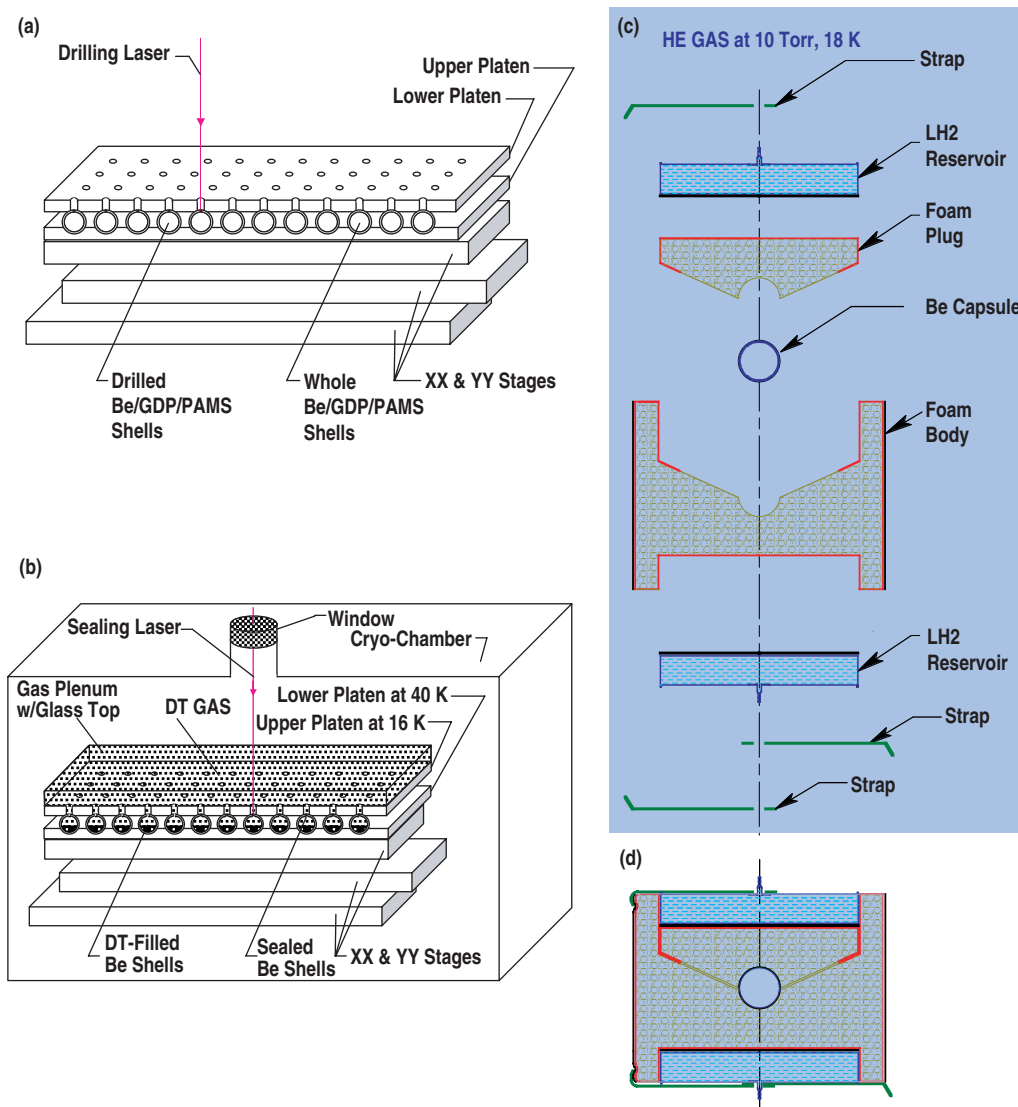 (a)
Drilling Laser
Upper Platen
Lower Platen
Drilled
Be/GDP/PAMS
Shells
Whole
Be/GDP/PAMS
Shells
XX & YY Stages
(b)
Window
Sealing Laser
Cryo-Chamber
Gas Plenum
w/Glass Top
DT GAS
Lower Platen at 40 K
Upper Platen at 16 K
DT-Filled
Be Shells
Sealed
Be Shells
XX & YY Stages
(c)
HE GAS at 10 Torr, 18 K
Strap
LH2
Reservoir
Foam
Plug
Be Capsule
Foam
Body
LH2
Reservoir
Strap
Strap
(d)